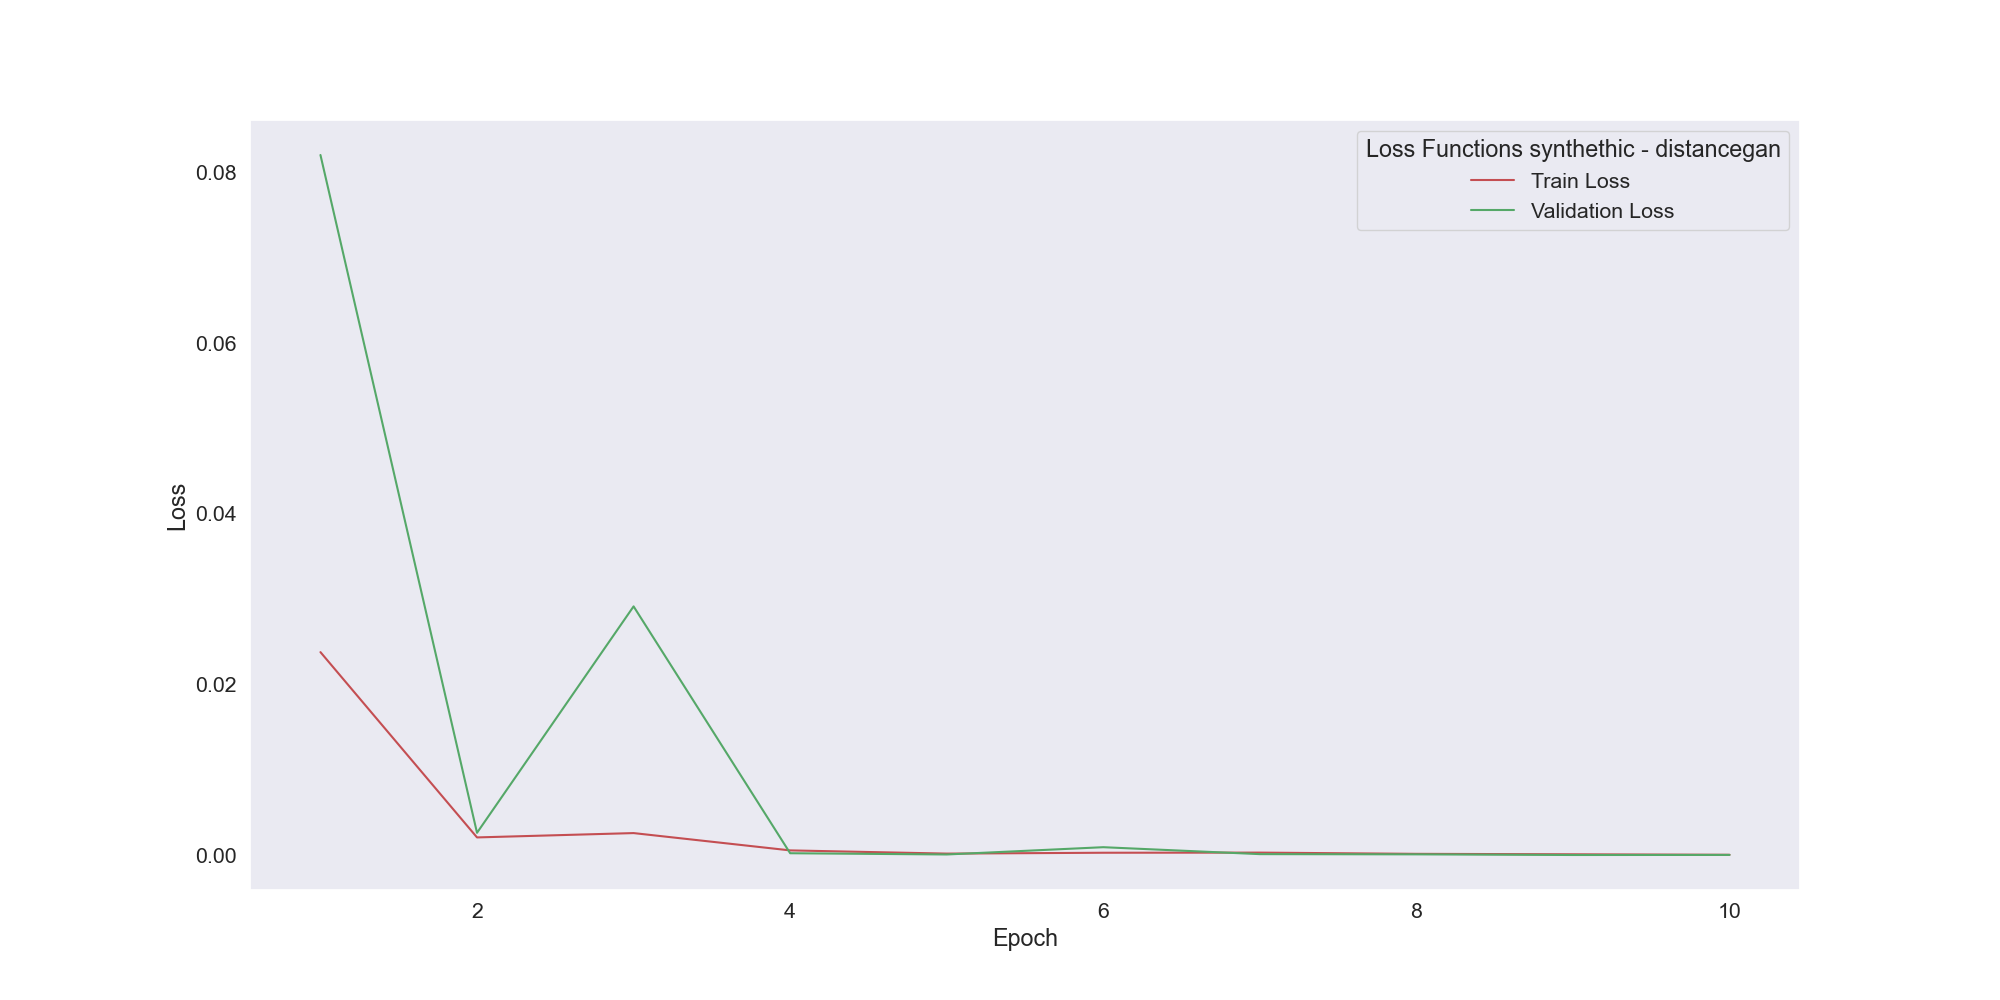 Loss Functions synthethic - distancegan
Train Loss
Validation Loss
0.08
0.06
0.04
0.02
0.00
Loss
2 4 6 8 10
Epoch